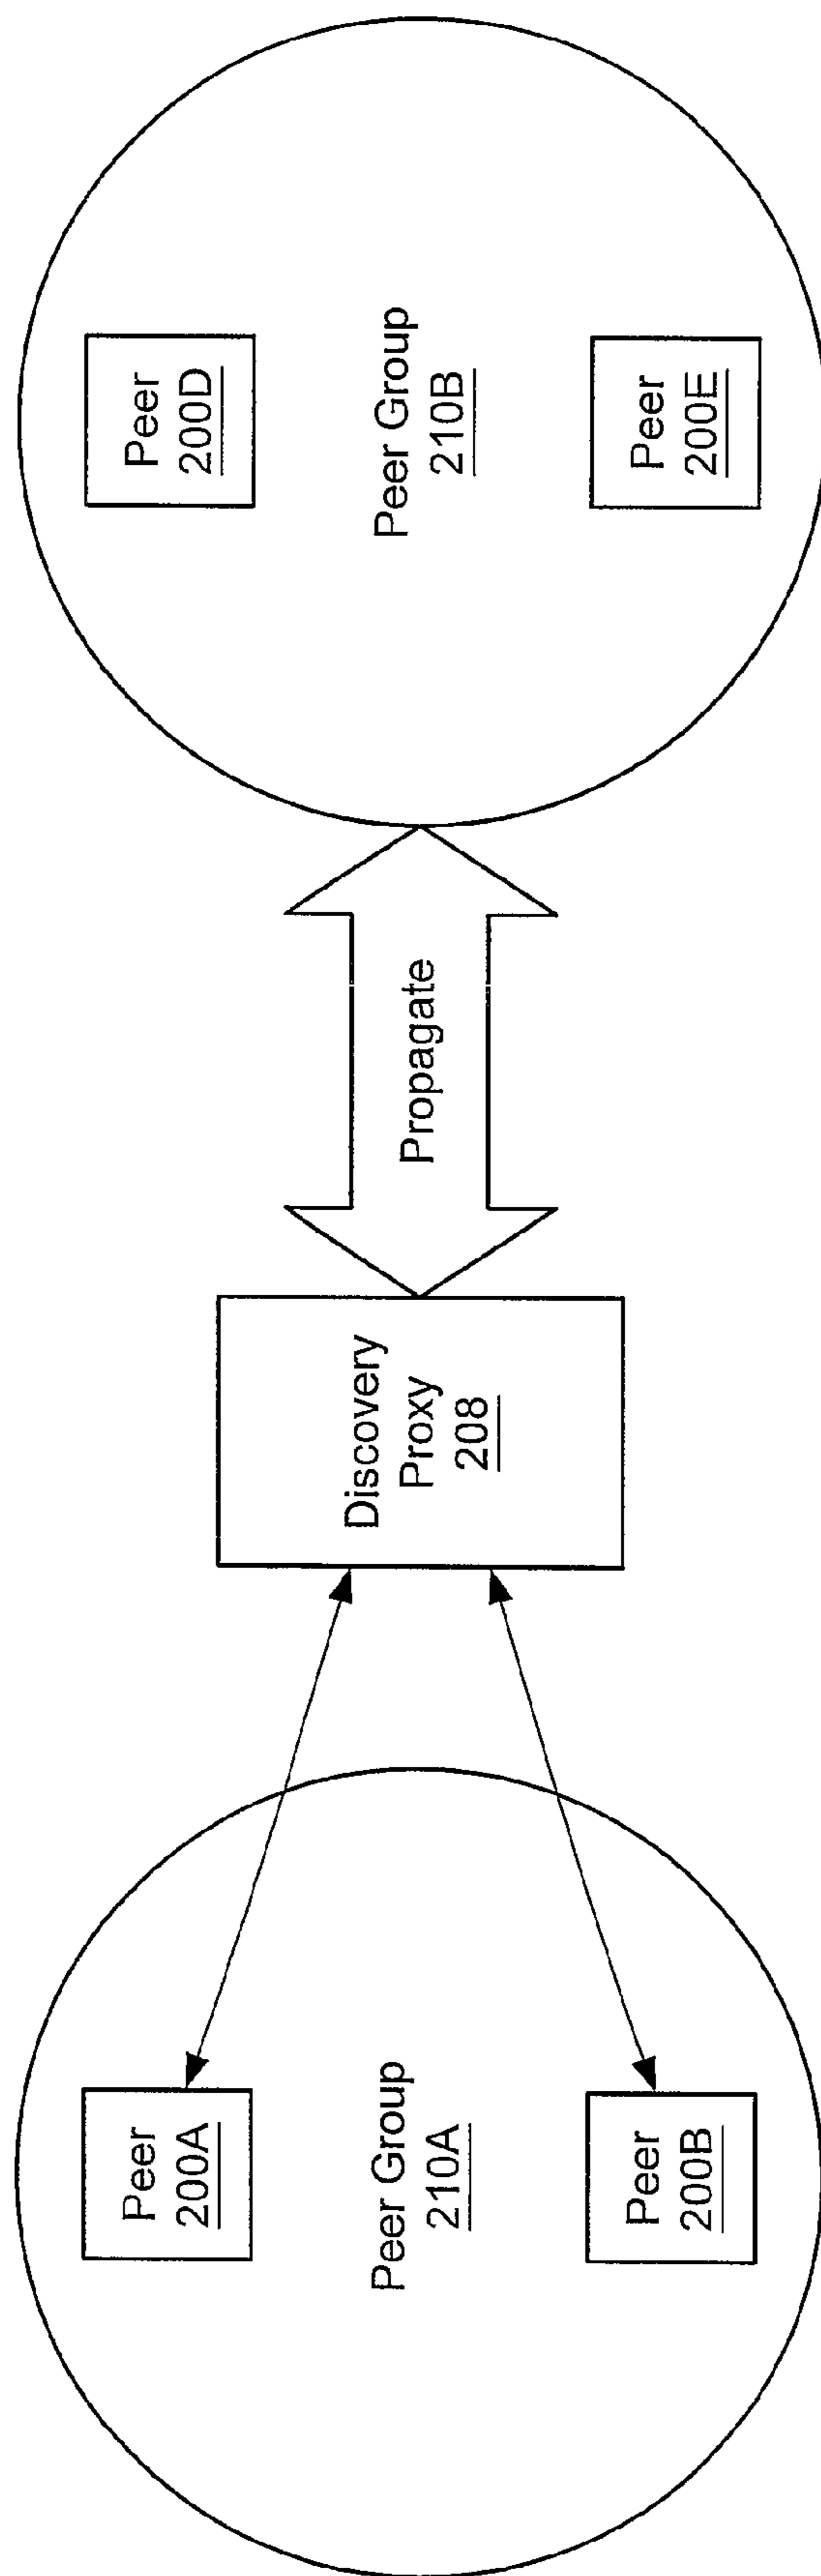 Peer
200A
Peer Group
210A
Peer
200B
Discovery
Proxy
208
Propagate
Peer
200D
Peer Group
210B
Peer
200E